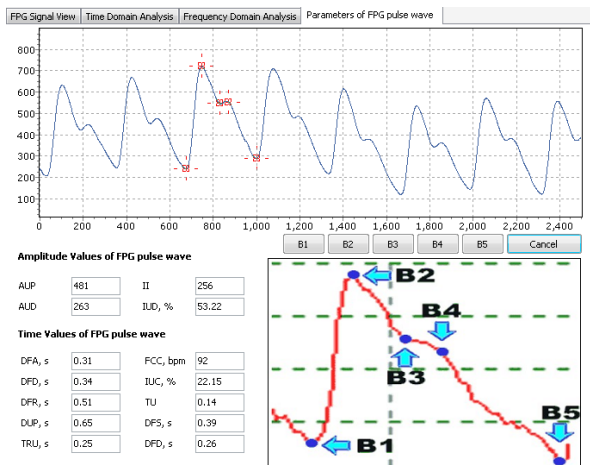 FPG Signal View Time Domain Analysis Frequency Domain Analysis Parameters of FPG pulse wave
800
700
600
500
400
300
200
100
0 200 400 600 800 1,000 1,200 1,400 1,600 1,800 2,000 2,200 2,400
B1 B2 B3 B4 B5 Cancel
Amplitude Values of FPG pulse wave
AUP 481 II 256
AUD 263 IUD, % 53.22
Time Values of FPG pulse wave
DFA, s 0.31 FCC, bpm 92
DFD, s 0.34 IUC, % 22.15
DFR, s 0.51 TU 0.14
DUP, s 0.65 DFS, s 0.39
TRU, s 0.25 DFD, s 0.26
B2
B4
B3
B5
B1